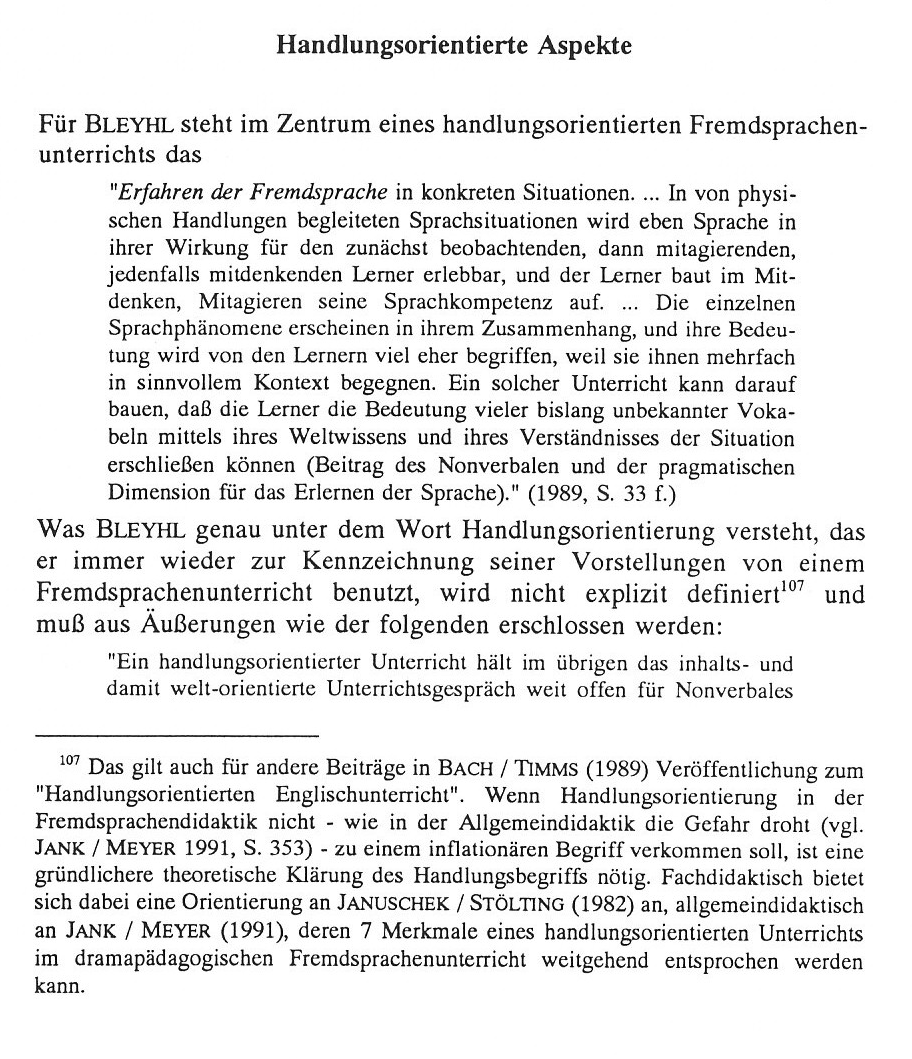 Handlungsorientierte Aspekte
Für BLEYHL steht im Zentrum eines handlungsorientierten Fremdsprachen-
unterrichts das
"Erfahren der Fremdsprache in konkreten Situationen. ... In von physi-
schen Handlungen begleiteten Sprachsituationen wird eben Sprache in
ihrer Wirkung für den zunächst beobachtenden, dann mitagierenden,
jedenfalls mitdenkenden Lerner erlebbar, und der Lerner baut im Mit-
denken, Mitagieren seine Sprachkompetenz auf. ... Die einzelnen
Sprachphänomene erscheinen in ihrem Zusammenhang, und ihre Bedeu-
tung wird von den Lernern viel eher begriffen, weil sie ihnen mehrfach
in sinnvollem Kontext begegnen. Ein solcher Unterricht kann darauf
bauen, daß die Lerner die Bedeutung vieler bislang unbekannter Voka-
beln mittels ihres Weltwissens und ihres Verständnisses der Situation
erschließen können (Beitrag des Nonverbalen und der pragmatischen
Dimension für das Erlernen der Sprache)." (1989, S. 33 f.)
Was BLEYHL genau unter dem Wort Handlungsorientierung versteht, das
er immer wieder zur Kennzeichnung seiner Vorstellungen von einem
Fremdsprachenunterricht benutzt, wird nicht explizit definiert107 und
muß aus Äußerungen wie der folgenden erschlossen werden:
"Ein handlungsorientierter Unterricht hält im übrigen das inhalts- und
damit welt-orientierte Unterrichtsgespräch weit offen für Nonverbales
107 Das gilt auch für andere Beiträge in BACH / TIMMS (1989) Veröffentlichung zum
"Handlungsorientierten Englischunterricht". Wenn Handlungsorientierung in der
Fremdsprachendidaktik nicht - wie in der Allgemeindidaktik die Gefahr droht (vgl.
JANK / MEYER 1991, S. 353) - zu einem inflationären Begriff verkommen soll, ist eine
gründlichere theoretische Klärung des Handlungsbegriffs nötig. Fachdidaktisch bietet
sich dabei eine Orientierung an JANUSCHEK / STÖLTING (1982) an, allgemeindidaktisch
an JANK / MEYER (1991), deren 7 Merkmale eines handlungsorientierten Unterrichts
im dramapädagogischen Fremdsprachenunterricht weitgehend entsprochen werden
kann.